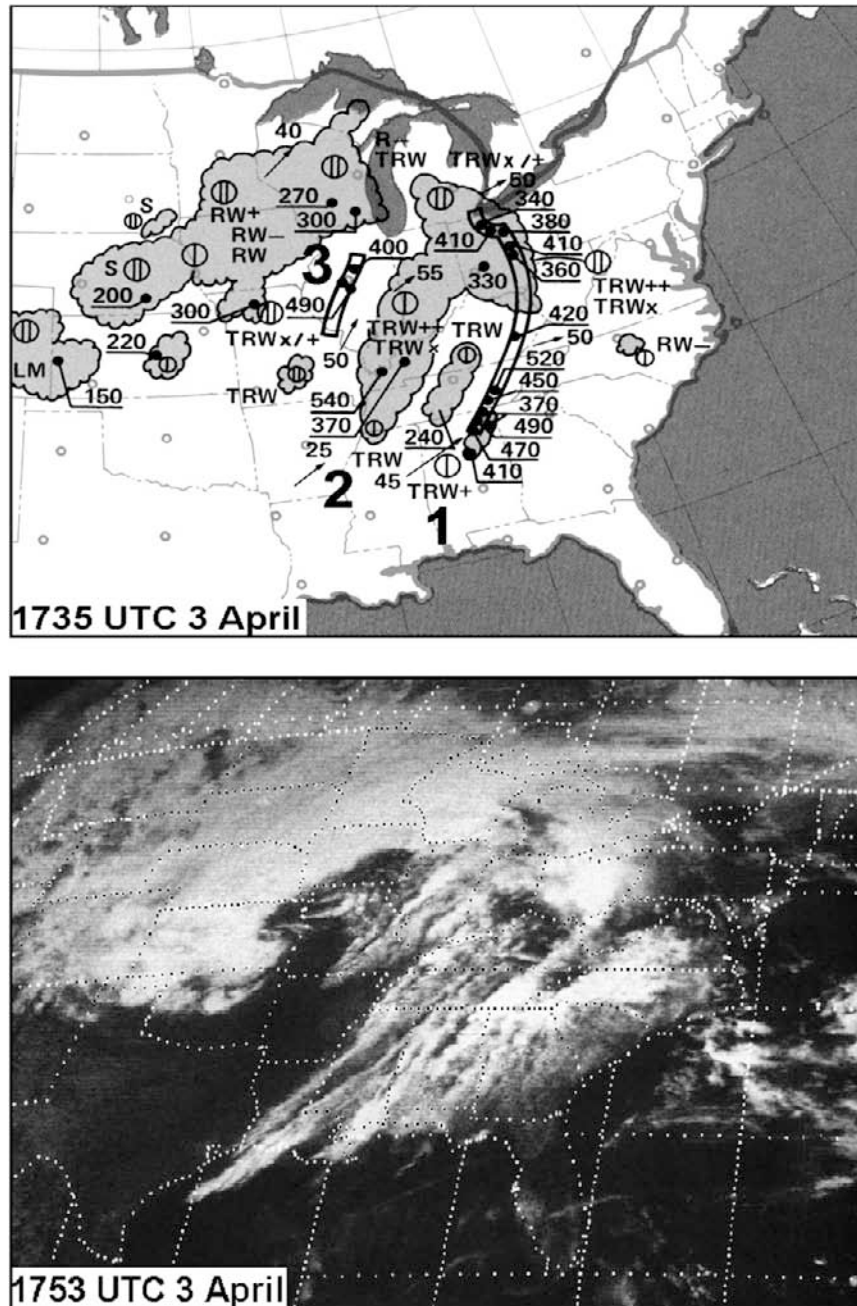 40
R-+
TRW
TRWx/+
50
340
S
RW+
270
380
RW-
300
410
410
RW
3
400
360
TRW++
TRWx
S
55
330
200
490
300
TRW++
TRW
420
TRWx/+
50
TRWx
50
RW-
220
520
LM
TRW
450
150
540
370
370
240
490
25
TRW
470
45
410
2
TRW+
1
1735 UTC 3 April
1753 UTC 3 April